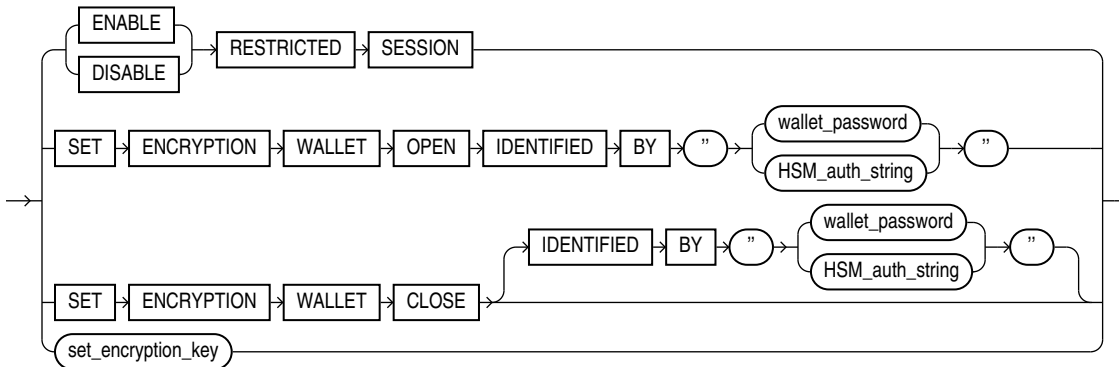 ENABLE
DISABLE
RESTRICTED SESSION
SET ENCRYPTION WALLET OPEN IDENTIFIED BY ” wallet_password ”
HSM_auth_string
IDENTIFIED BY ” wallet_password ”
HSM_auth_string
SET ENCRYPTION WALLET CLOSE
set_encryption_key